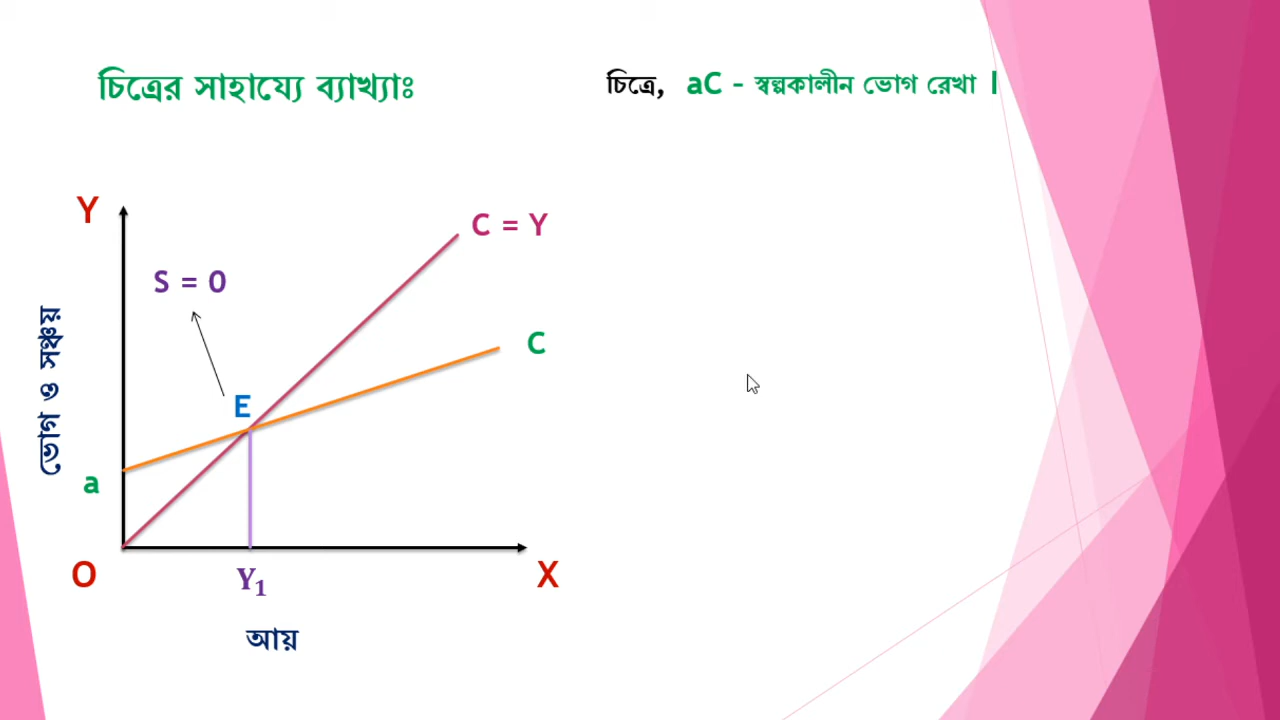 চিত্রের সাহায্যে ব্যাখ্যাঃ
চিত্রে, aC – স্বল্পকালীন ভোগ রেখা ।
Y
C = Y
S = 0
C
ভোগ ও সঞ্চয়
E
a
O
Y₁
X
আয়